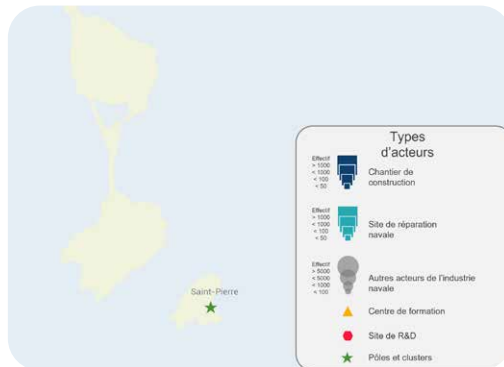 Saint-Pierre
Types
d'acteurs
Effectif
> 1000
< 1000
< 100
< 50
Chantier de
construction
Effectif
> 1000
< 1000
< 100
< 50
Site de réparation
navale
Effectif
> 5000
< 5000
< 1000
< 100
Autres acteurs de l'industrie
navale
Centre de formation
Site de R&D
Pôles et clusters